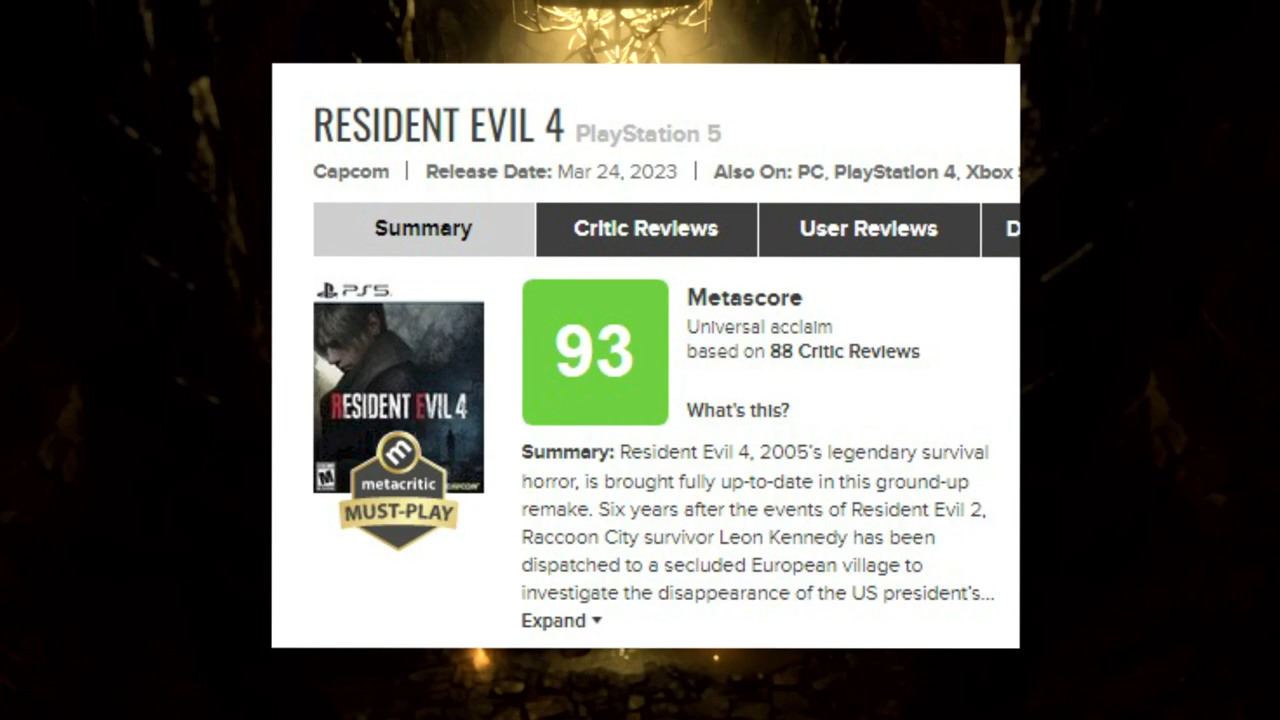 RESIDENT EVIL 4 PlayStation 5
Capcom | Release Date: Mar 24, 2023 | Also On: PC, PlayStation 4, Xbox
Summary Critic Reviews User Reviews D
PS5
RESIDENT EVIL 4
CAPCOM
m
metacritic
MUST-PLAY
93
Metascore
Universal acclaim
based on 88 Critic Reviews
What's this?
Summary: Resident Evil 4, 2005's legendary survival
horror, is brought fully up-to-date in this ground-up
remake. Six years after the events of Resident Evil 2,
Raccoon City survivor Leon Kennedy has been
dispatched to a secluded European village to
investigate the disappearance of the US president's...
Expand